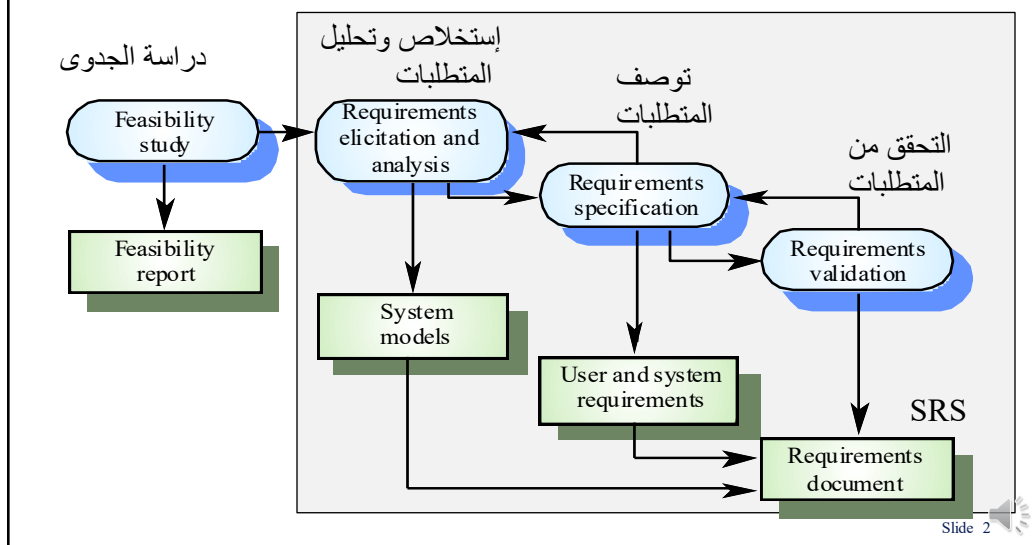 دراسة الجدوى
Feasibility
study
Feasibility
report
إستخلاص وتحليل
المتطلبات
Requirements
elicitation and
analysis
System
models
توصف
المتطلبات
Requirements
specification
User and system
requirements
التحقق من
المتطلبات
Requirements
validation
SRS
Requirements
document
Slide 2